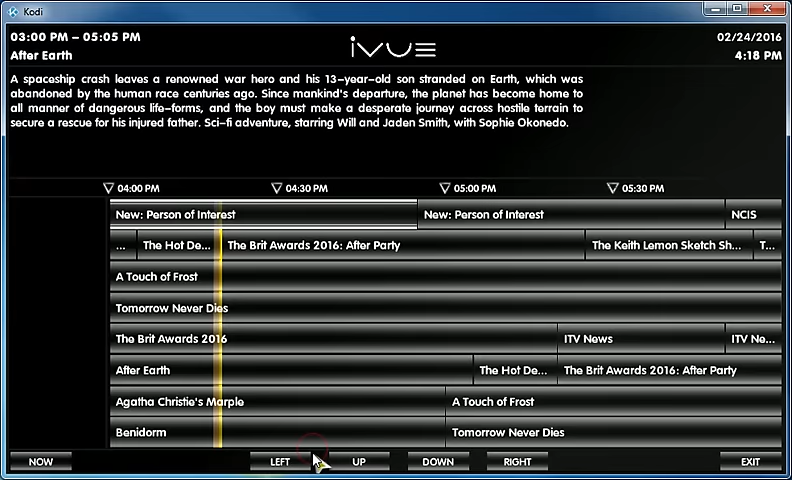 Kodi
03:00 PM – 05:05 PM
iVUE
02/24/2016
After Earth
4:18 PM
A spaceship crash leaves a renowned war hero and his 13-year-old son stranded on Earth, which was
abandoned by the human race centuries ago. Since mankind's departure, the planet has become home to
all manner of dangerous life-forms, and the boy must make a desperate journey across hostile terrain to
secure a rescue for his injured father. Sci-fi adventure, starring Will and Jaden Smith, with Sophie Okonedo.
04:00 PM 04:30 PM 05:00 PM 05:30 PM
New: Person of Interest New: Person of Interest NCIS
... The Hot De... The Brit Awards 2016: After Party The Keith Lemon Sketch Sh... T...
A Touch of Frost
Tomorrow Never Dies
The Brit Awards 2016 ITV News ITV Ne...
After Earth The Hot De... The Brit Awards 2016: After Party
Agatha Christie's Marple A Touch of Frost
Benidorm Tomorrow Never Dies
NOW LEFT UP DOWN RIGHT EXIT